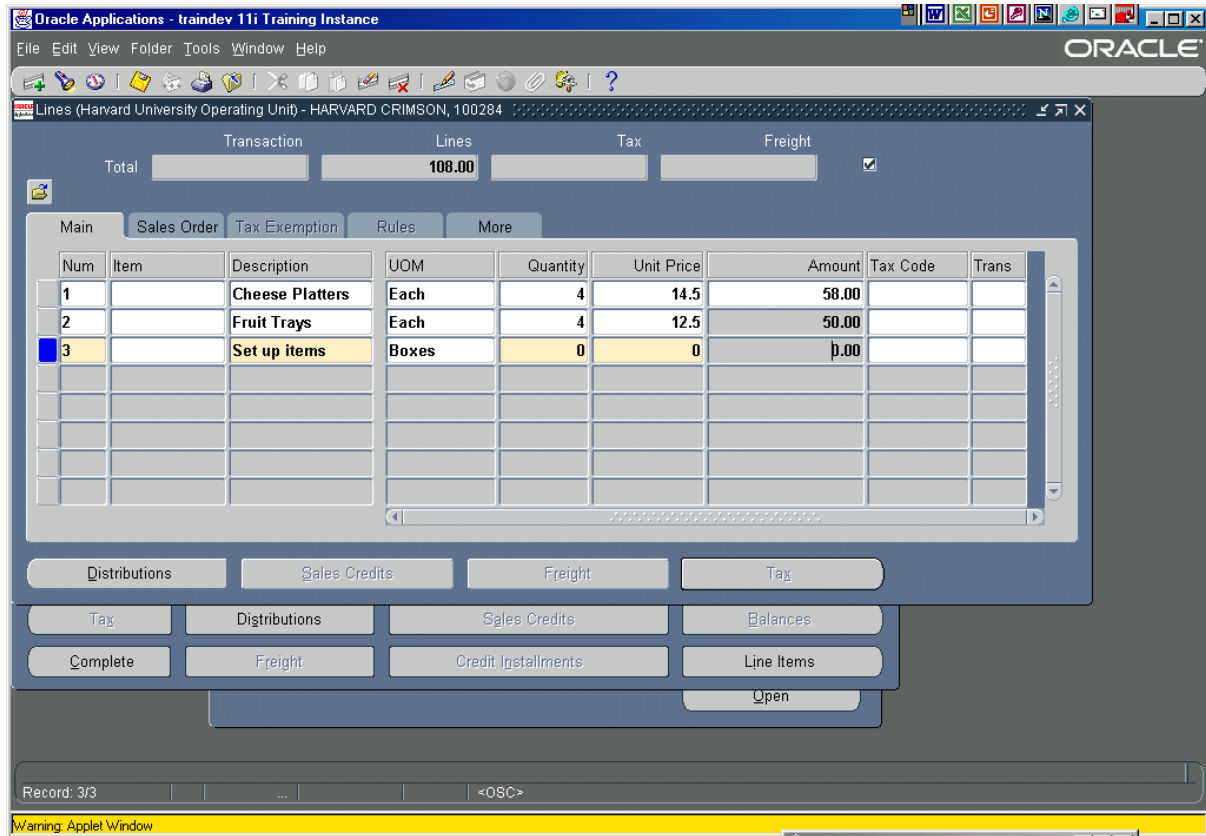 Oracle Applications - traindev 11i Training Instance
File Edit View Folder Tools Window Help
ORACLE
Lines (Harvard University Operating Unit) - HARVARD CRIMSON, 100284
Transaction Lines Tax Freight
Total 108.00
Main Sales Order Tax Exemption Rules More
Num Item Description UOM Quantity Unit Price Amount Tax Code Trans
1 Cheese Platters Each 4 14.5 58.00
2 Fruit Trays Each 4 12.5 50.00
3 Set up items Boxes 0 0 0.00
Distributions Sales Credits Freight Tax
Tax Distributions Sales Credits Balances
Complete Freight Credit Installments Line Items
Open
Record: 3/3 ... <OSC>
Warning: Applet Window